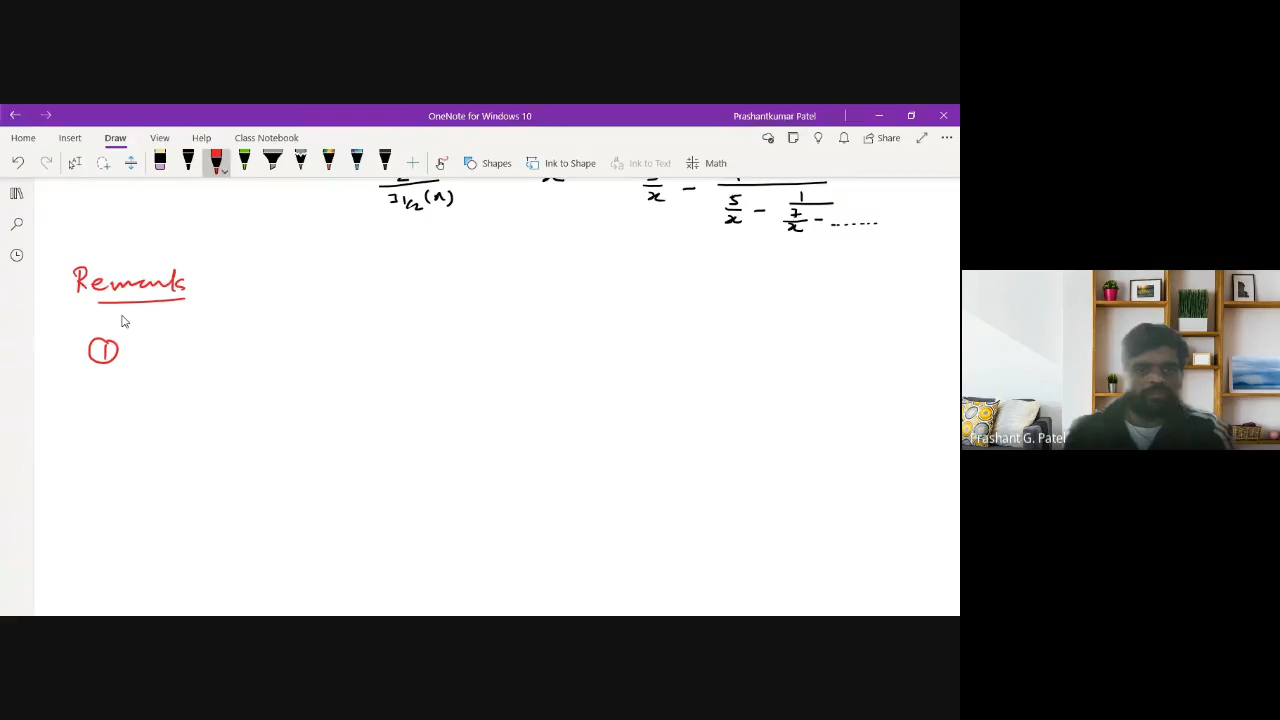 OneNote for Windows 10
Prashantkumar Patel
Home Insert Draw View Help Class Notebook
Share
Shapes Ink to Shape Ink to Text Math
J 1/2 (x)
x
x - 
5/x - 1
7/x - .......
Remarks
①
Prashant G. Patel